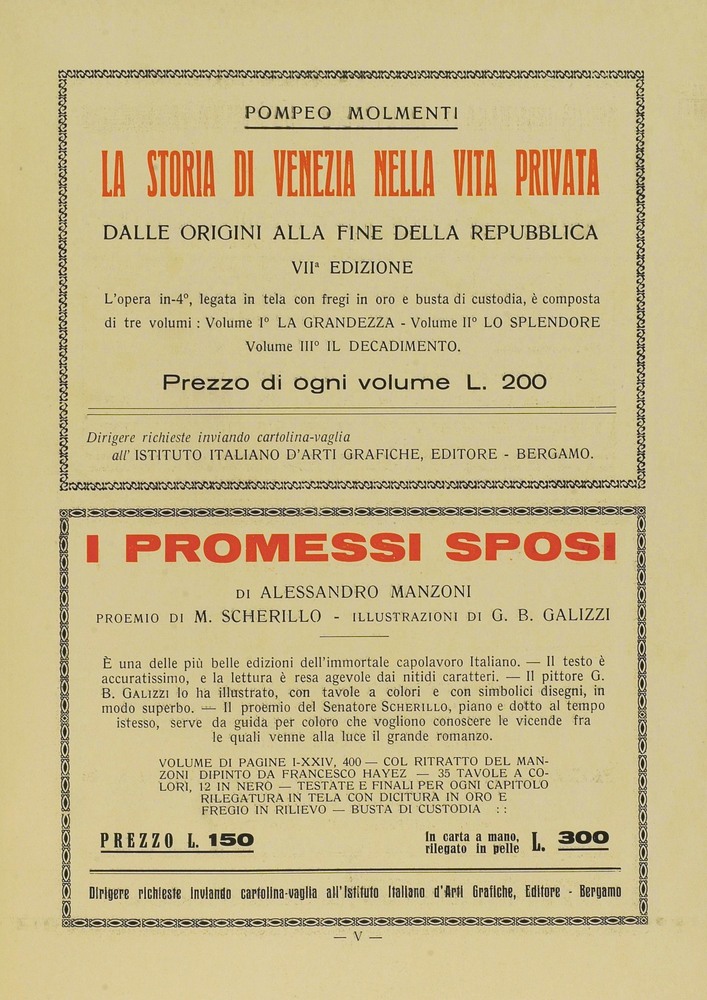 POMPEO MOLMENTI
LA STORIA DI VENEZIA NELLA VITA PRIVATA
DALLE ORIGINI ALLA FINE DELLA REPUBBLICA
VIIª EDIZIONE
L'opera in-4º, legata in tela con fregi in oro e busta di custodia, è composta
di tre volumi : Volume Iº LA GRANDEZZA - Volume IIº LO SPLENDORE
Volume IIIº IL DECADIMENTO.
Prezzo di ogni volume L. 200
Dirigere richieste inviando cartolina-vaglia
all' ISTITUTO ITALIANO D'ARTI GRAFICHE, EDITORE - BERGAMO.
I PROMESSI SPOSI
DI ALESSANDRO MANZONI
PROEMIO DI M. SCHERILLO - ILLUSTRAZIONI DI G. B. GALIZZI
È una delle più belle edizioni dell'immortale capolavoro Italiano. — Il testo è
accuratissimo, e la lettura è resa agevole dai nitidi caratteri. — Il pittore G.
B. GALIZZI lo ha illustrato, con tavole a colori e con simbolici disegni, in
modo superbo. — Il proemio del Senatore SCHERILLO, piano e dotto al tempo
istesso, serve da guida per coloro che vogliono conoscere le vicende fra
le quali venne alla luce il grande romanzo.
VOLUME DI PAGINE I-XXIV, 400 — COL RITRATTO DEL MAN-
ZONI DIPINTO DA FRANCESCO HAYEZ — 35 TAVOLE A CO-
LORI, 12 IN NERO — TESTATE E FINALI PER OGNI CAPITOLO
RILEGATURA IN TELA CON DICITURA IN ORO E
FREGIO IN RILIEVO — BUSTA DI CUSTODIA : :
PREZZO L. 150
In carta a mano,
rilegato in pelle L. 300
Dirigere richieste inviando cartolina-vaglia all'Istituto Italiano d'Arti Grafiche, Editore - Bergamo
— V —